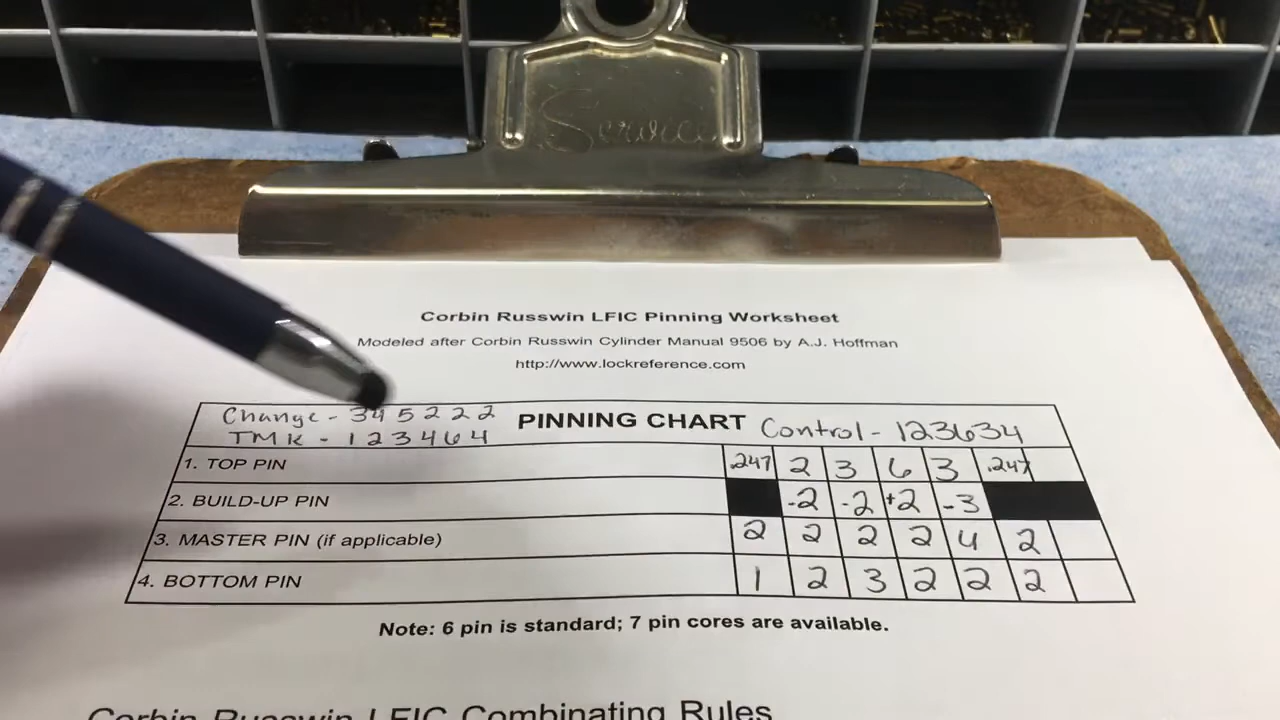 Service
Corbin Russwin LFIC Pinning Worksheet
Modeled after Corbin Russwin Cylinder Manual 9506 by A.J. Hoffman
http://www.lockreference.com
Change - 345222 PINNING CHART Control - 123634
TMK - 123464
1. TOP PIN .247 2 3 6 3 .247
2. BUILD-UP PIN -2 -2 +2 -3
3. MASTER PIN (if applicable) 2 2 2 2 4 2
4. BOTTOM PIN 1 2 3 2 2 2
Note: 6 pin is standard; 7 pin cores are available.
Corbin Russwin LFIC Combinating Rules